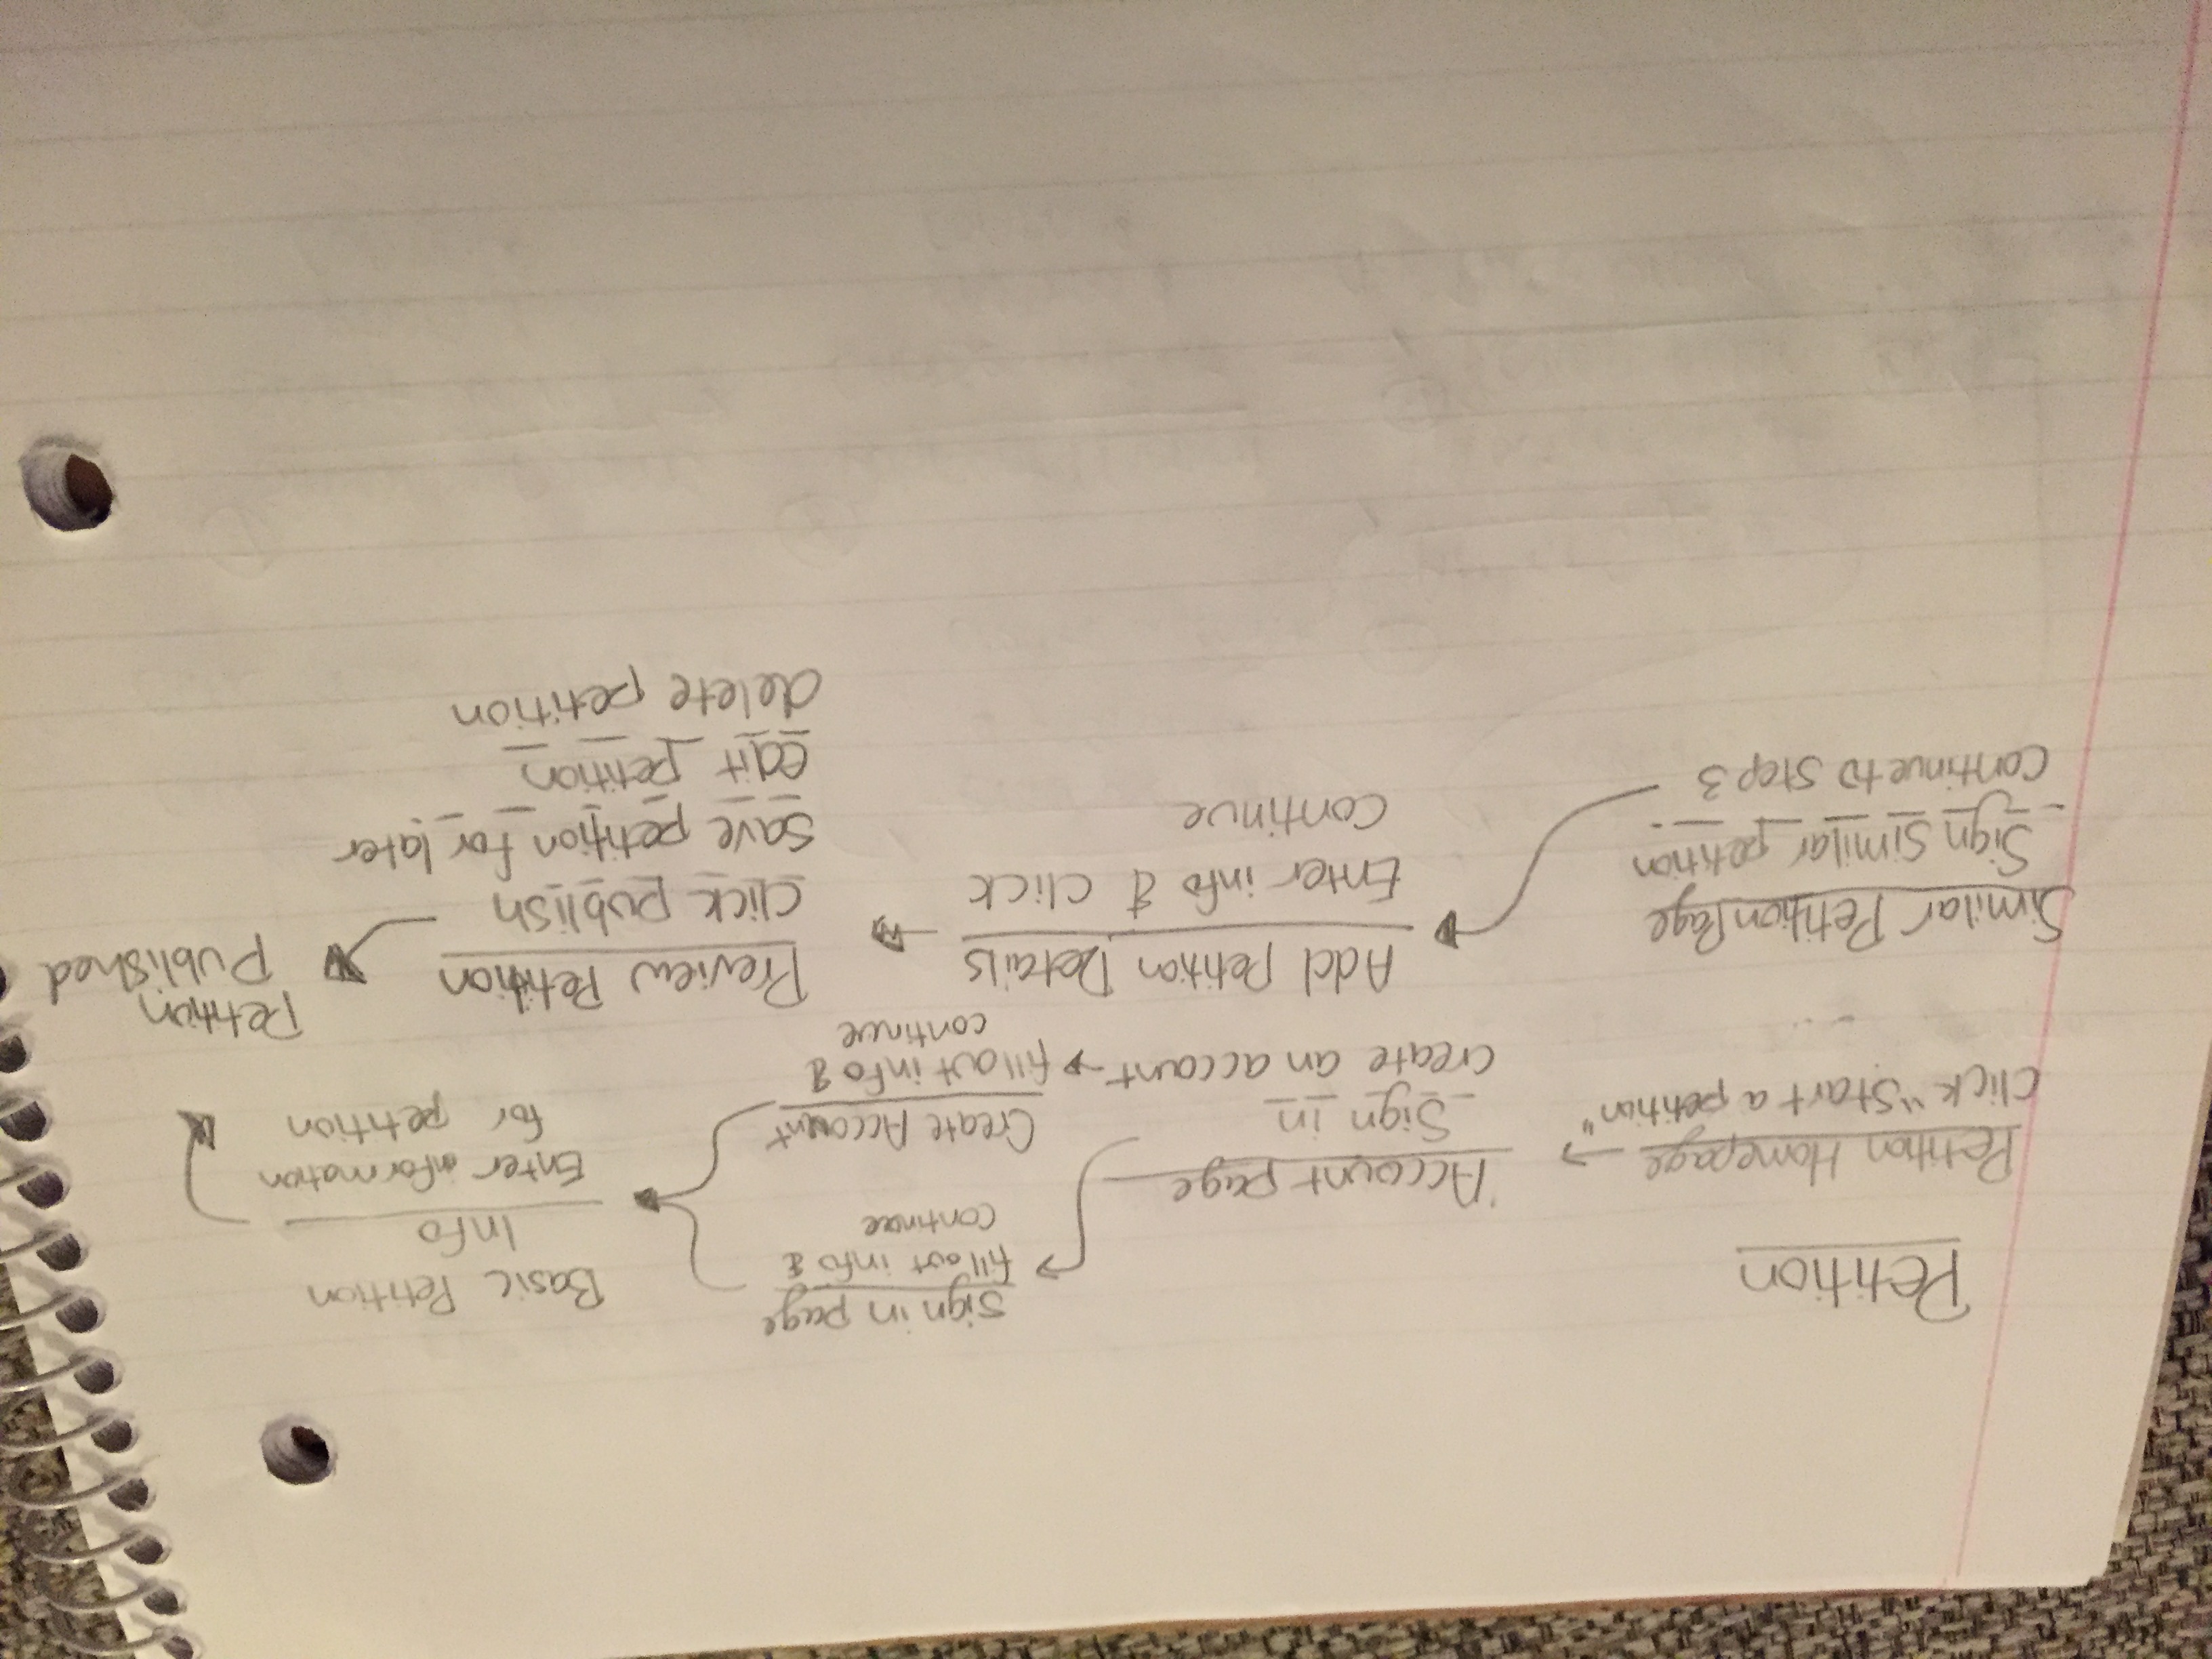 Petition
Petition Homepage
Click "Start a petition"
Account page
Sign in
create an account
sign in page
fill out info &
continue
Create Account
fill out info &
continue
Basic Petition
Info
Enter information
for petition
Similar Petition Page
Sign similar petition
continue to step 3
Add Petition Details
Enter info & click
continue
Preview Petition
click publish
save petition for later
edit petition
delete petition
Petition
Published